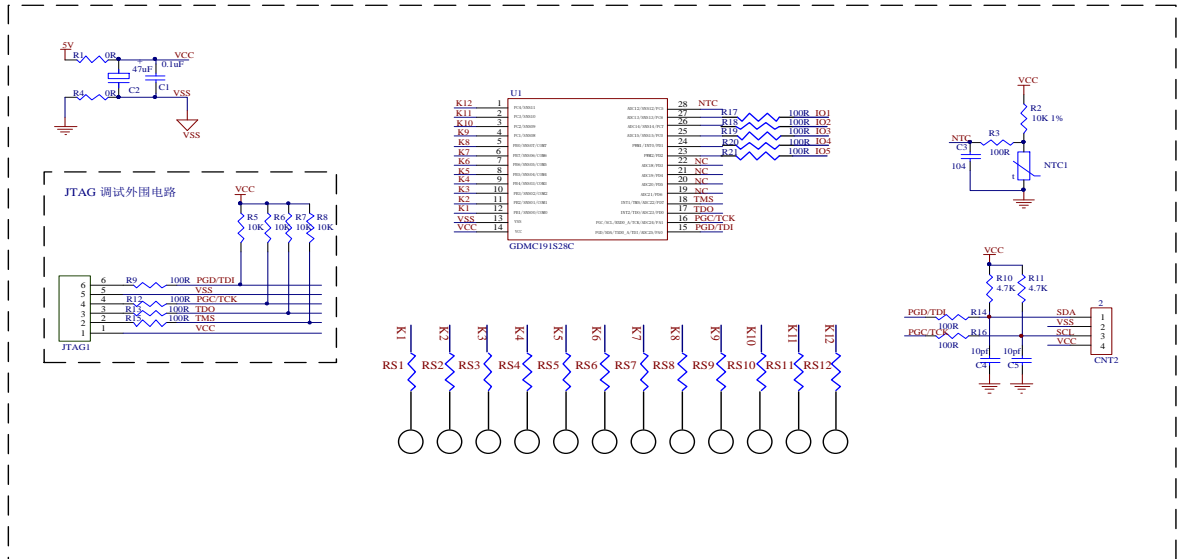 5V
R1 0R VCC
+
47uF 0.1uF
C2 C1
R4 0R VSS
VSS
JTAG 调试外围电路
VCC
R5 R6 R7 R8
10K 10K 10K 10K
6 R9 100R PGD/TDI
5 VSS
4 R12 100R PGC/TCK
3 R13 100R TDO
2 R15 100R TMS
1 VCC
JTAG1
U1
K12 1
K11 2
K10 3
K9 4
K8 5
K7 6
K6 7
K5 8
K4 9
K3 10
K2 11
K1 12
VSS 13
VCC 14
28 NTC
27 R17 100R IO1
26 R18 100R IO2
25 R19 100R IO3
24 R20 100R IO4
23 R21 100R IO5
22 NC
21 NC
20 NC
19 NC
18 TMS
17 TDO
16 PGC/TCK
15 PGD/TDI
GDMC191S28C
VCC
R2
10K 1%
NTC R3
C3 100R
104
t
NTC1
VCC
R10 R11
4.7K 4.7K
2
PGD/TDI R14 SDA 1
100R VSS 2
PGC/TCK R16 SCL 3
100R VCC 4
10pf 10pf
C4 C5
CNT2
K1 K2 K3 K4 K5 K6 K7 K8 K9 K10 K11 K12
RS1 RS2 RS3 RS4 RS5 RS6 RS7 RS8 RS9 RS10 RS11 RS12